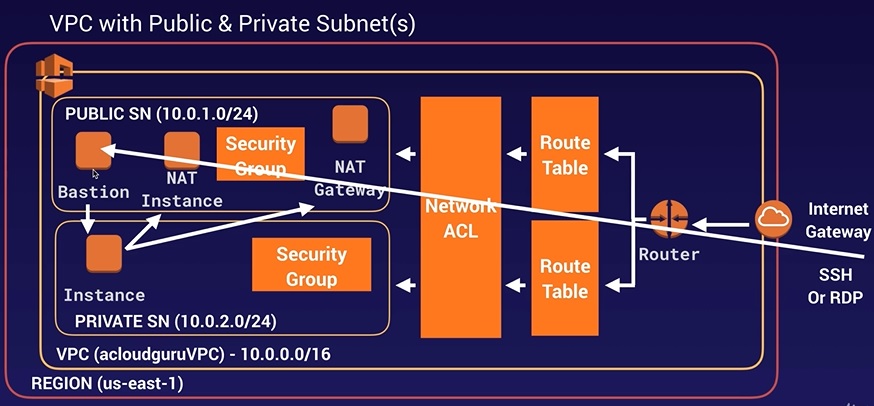 VPC with Public & Private Subnet(s)
PUBLIC SN (10.0.1.0/24)
Bastion
NAT
Instance
Security
Group
NAT
Gateway
Network
ACL
Route
Table
Route
Table
Router
Internet
Gateway
SSH
Or RDP
Instance
Security
Group
PRIVATE SN (10.0.2.0/24)
VPC (acloudguruVPC) - 10.0.0.0/16
REGION (us-east-1)